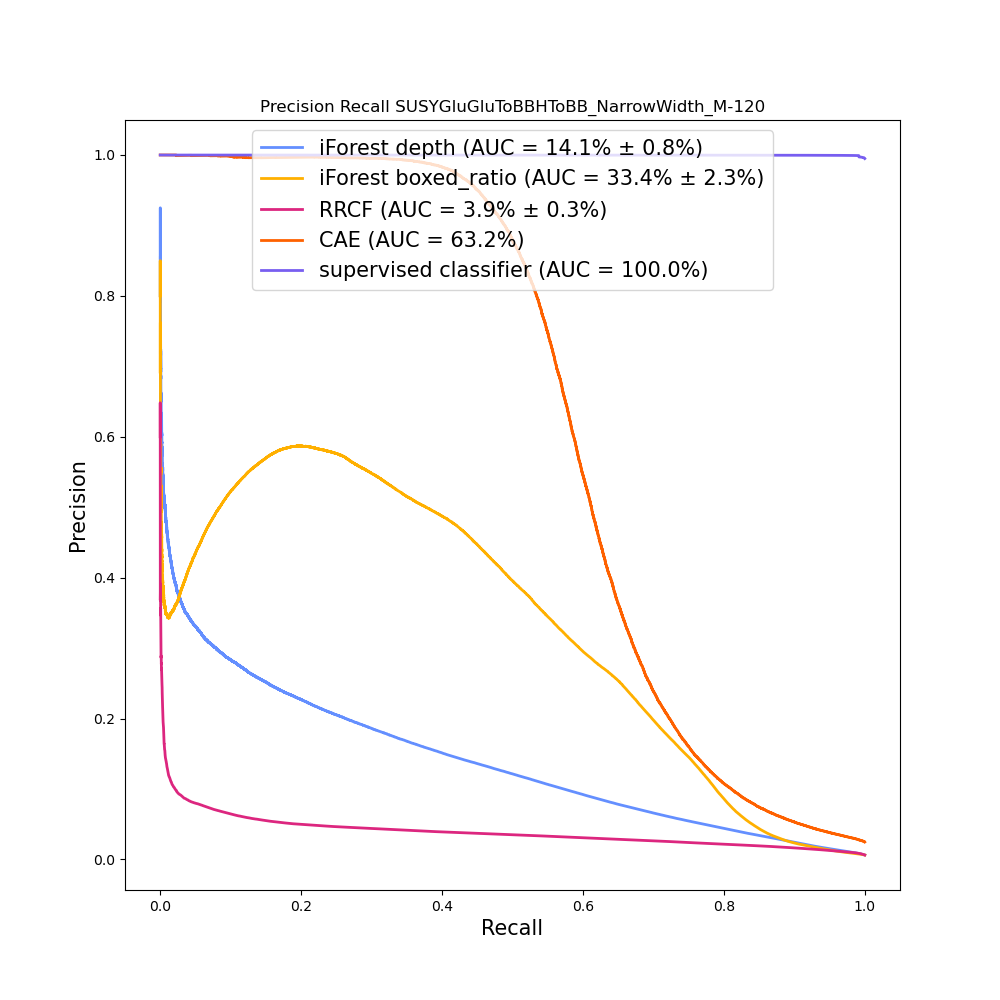 Precision Recall SUSYGluGluToBBHToBB_NarrowWidth_M-120
iForest depth (AUC = 14.1% ± 0.8%)
iForest boxed_ratio (AUC = 33.4% ± 2.3%)
RRCF (AUC = 3.9% ± 0.3%)
CAE (AUC = 63.2%)
supervised classifier (AUC = 100.0%)
1.0
0.8
0.6
0.4
0.2
0.0
Precision
0.0 0.2 0.4 0.6 0.8 1.0
Recall